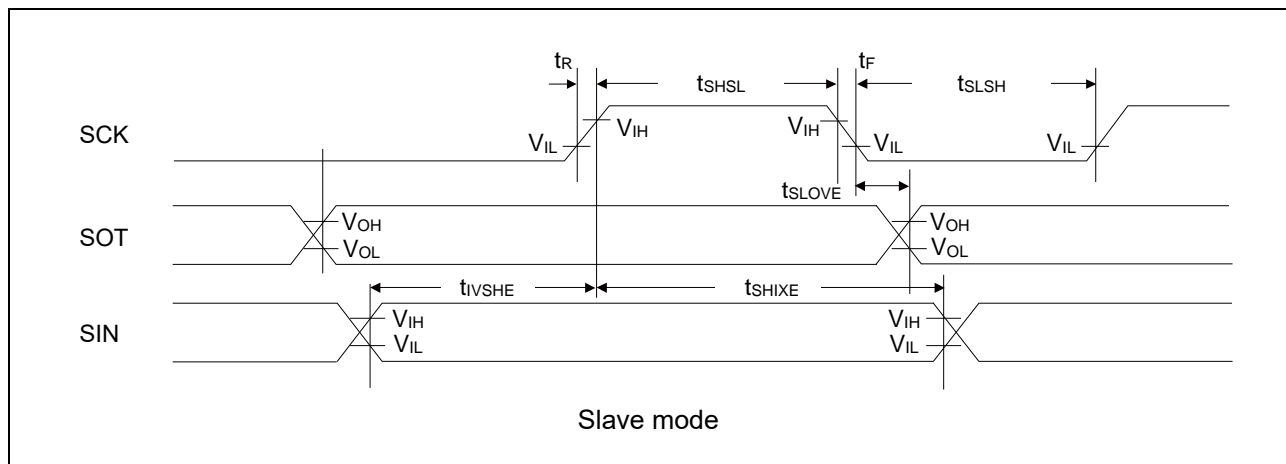 tR tF
tSHSL tSLSH
SCK VIH VIH
VIL VIL VIL
tSLOVE
VOH VOH
SOT
VOL VOL
tIVSHE tSHIXE
VIH VIH
SIN
VIL VIL
Slave mode